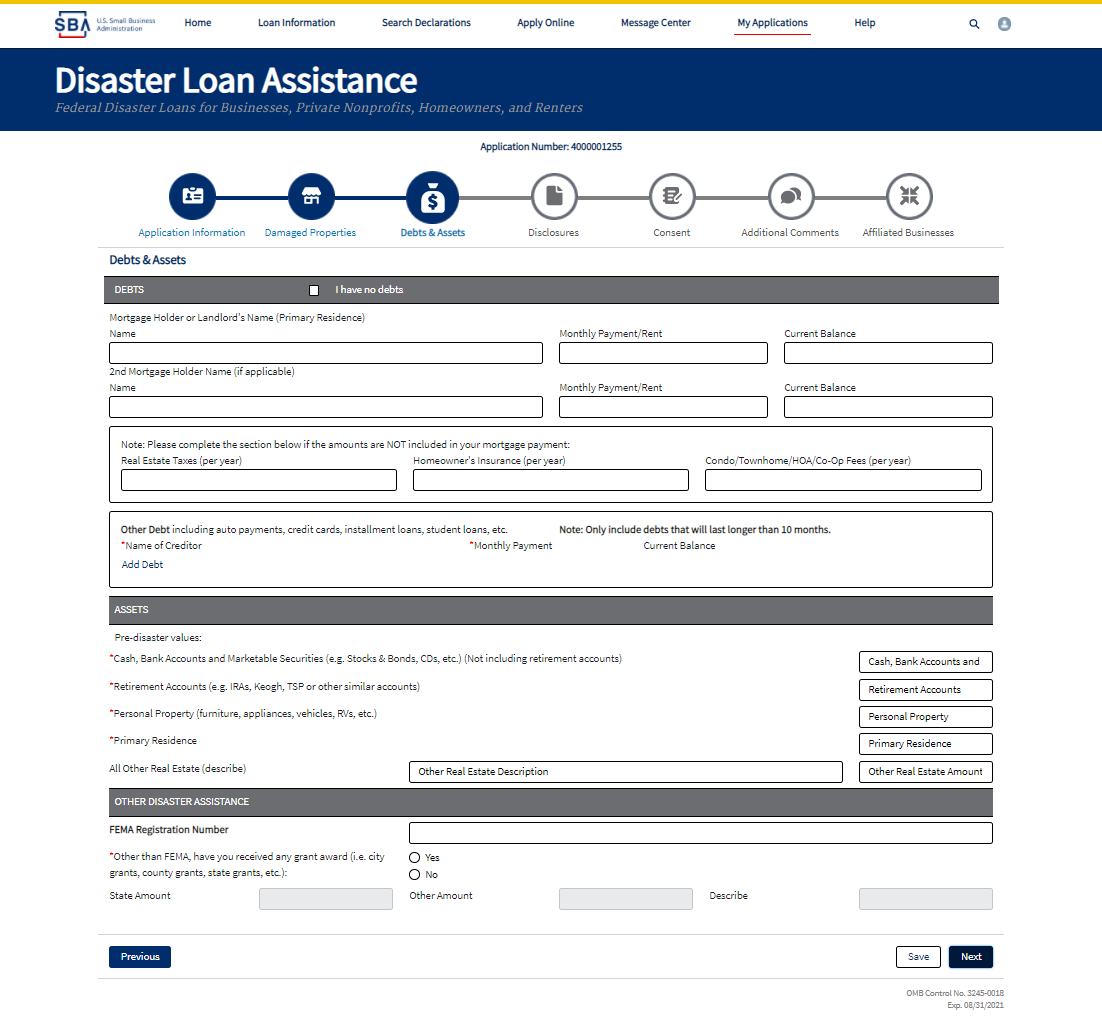 SBA U.S. Small Business Administration
Home Loan Information Search Declarations Apply Online Message Center My Applications Help
Disaster Loan Assistance
Federal Disaster Loans for Businesses, Private Nonprofits, Homeowners, and Renters
Application Number: 4000001255
Application Information Damaged Properties Debts & Assets Disclosures Consent Additional Comments Affiliated Businesses
Debts & Assets
DEBTS I have no debts
Mortgage Holder or Landlord's Name (Primary Residence)
Name Monthly Payment/Rent Current Balance
2nd Mortgage Holder Name (if applicable)
Name Monthly Payment/Rent Current Balance
Note: Please complete the section below if the amounts are NOT included in your mortgage payment:
Real Estate Taxes (per year) Homeowner's Insurance (per year) Condo/Townhome/HOA/Co-Op Fees (per year)
Other Debt including auto payments, credit cards, installment loans, student loans, etc. Note: Only include debts that will last longer than 10 months.
*Name of Creditor *Monthly Payment Current Balance
Add Debt
ASSETS
Pre-disaster values:
*Cash, Bank Accounts and Marketable Securities (e.g. Stocks & Bonds, CDs, etc.) (Not including retirement accounts) Cash, Bank Accounts and
*Retirement Accounts (e.g. IRAs, Keogh, TSP or other similar accounts) Retirement Accounts
*Personal Property (furniture, appliances, vehicles, RVs, etc.) Personal Property
*Primary Residence Primary Residence
All Other Real Estate (describe) Other Real Estate Description Other Real Estate Amount
OTHER DISASTER ASSISTANCE
FEMA Registration Number
*Other than FEMA, have you received any grant award (i.e. city Yes
grants, county grants, state grants, etc.): No
State Amount Other Amount Describe
Previous Save Next
OMB Control No. 3245-0018
Exp. 08/31/2021